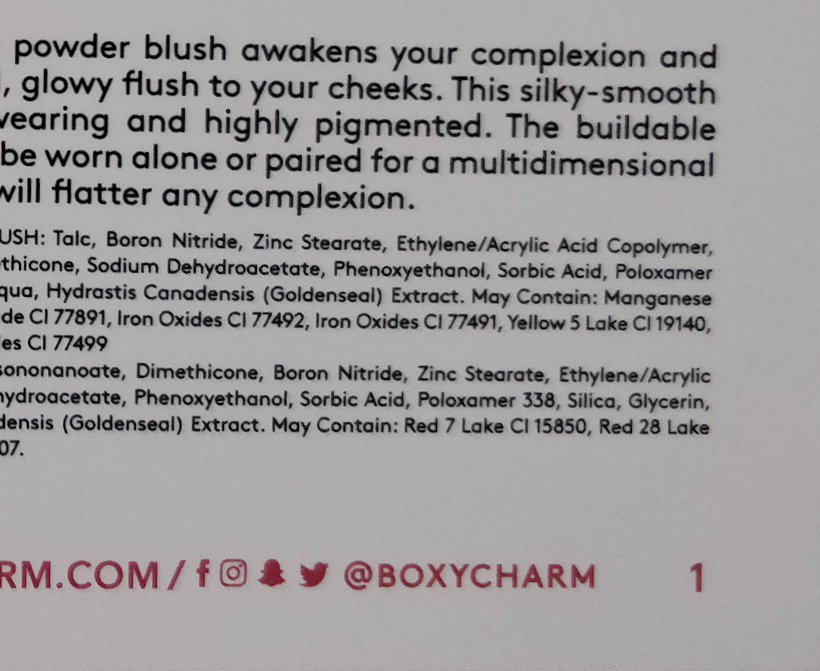 powder blush awakens your complexion and
, glowy flush to your cheeks. This silky-smooth
wearing and highly pigmented. The buildable
be worn alone or paired for a multidimensional
will flatter any complexion.
USH: Talc, Boron Nitride, Zinc Stearate, Ethylene/Acrylic Acid Copolymer,
thicone, Sodium Dehydroacetate, Phenoxyethanol, Sorbic Acid, Poloxamer
qua, Hydrastis Canadensis (Goldenseal) Extract. May Contain: Manganese
de CI 77891, Iron Oxides CI 77492, Iron Oxides CI 77491, Yellow 5 Lake CI 19140,
es CI 77499
sononanoate, Dimethicone, Boron Nitride, Zinc Stearate, Ethylene/Acrylic
hydroacetate, Phenoxyethanol, Sorbic Acid, Poloxamer 338, Silica, Glycerin,
densis (Goldenseal) Extract. May Contain: Red 7 Lake CI 15850, Red 28 Lake
07.
RM.COM / @BOXYCHARM 1